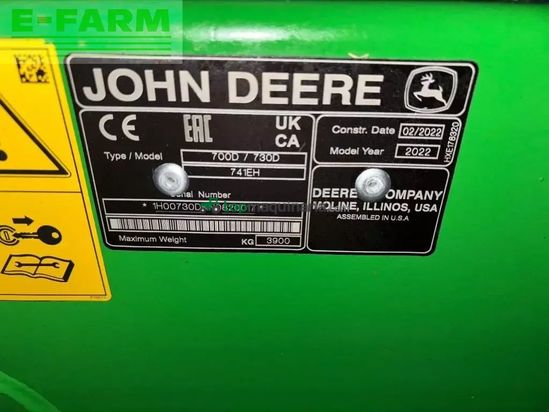 E-FARM
JOHN DEERE
CE EAC UK CA
Constr. Date 02/2022
Model Year 2022
HXE178320
Type / Model 700D / 730D
741EH
Serial Number
DEERE & COMPANY
MOLINE, ILLINOIS, USA
ASSEMBLED IN U.S.A
Maximum Weight KG 3900